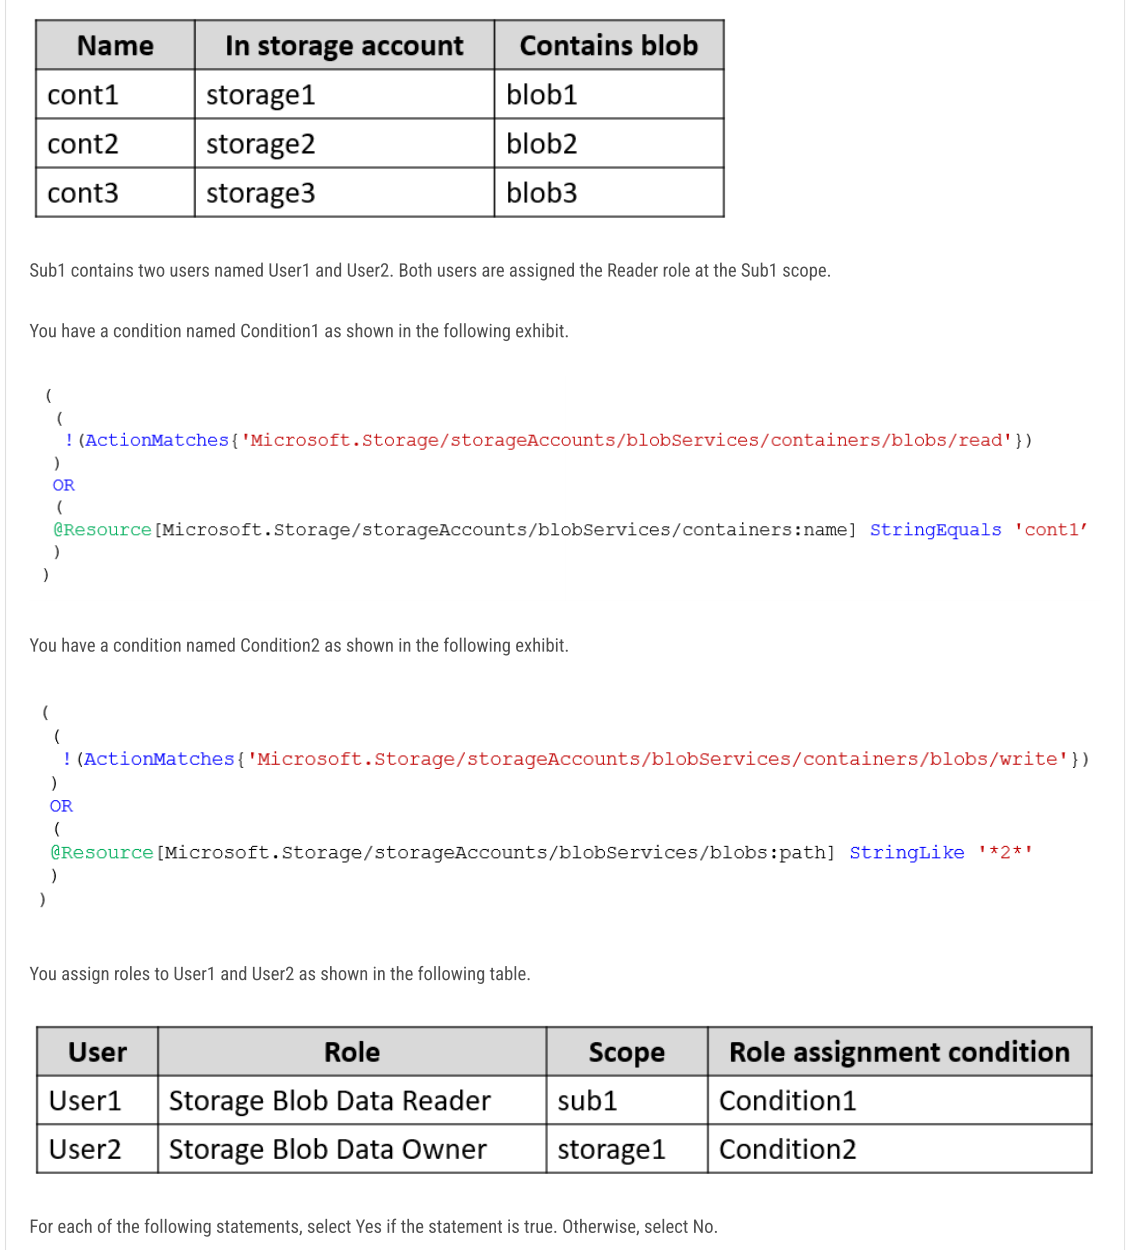 Name In storage account Contains blob
cont1 storage1 blob1
cont2 storage2 blob2
cont3 storage3 blob3
Sub1 contains two users named User1 and User2. Both users are assigned the Reader role at the Sub1 scope.
You have a condition named Condition1 as shown in the following exhibit.
(
(
!(ActionMatches{'Microsoft.Storage/storageAccounts/blobServices/containers/blobs/read'})
)
OR
(
@Resource[Microsoft.Storage/storageAccounts/blobServices/containers:name] StringEquals 'cont1'
)
)
You have a condition named Condition2 as shown in the following exhibit.
(
(
!(ActionMatches{'Microsoft.Storage/storageAccounts/blobServices/containers/blobs/write'})
)
OR
(
@Resource[Microsoft.Storage/storageAccounts/blobServices/blobs:path] StringLike '*2*'
)
)
You assign roles to User1 and User2 as shown in the following table.
User Role Scope Role assignment condition
User1 Storage Blob Data Reader sub1 Condition1
User2 Storage Blob Data Owner storage1 Condition2
For each of the following statements, select Yes if the statement is true. Otherwise, select No.